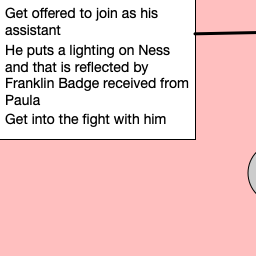 Get offered to join as his
assistant
He puts a lighting on Ness
and that is reflected by
Franklin Badge received from
Paula
Get into the fight with him